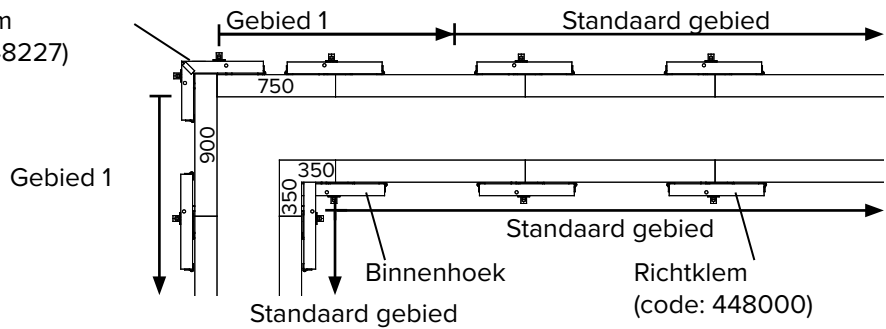 Gebied 1
Standaard gebied
8227)
750
900
Gebied 1
350
350
Standaard gebied
Binnenhoek
Richtklem
(code: 448000)
Standaard gebied